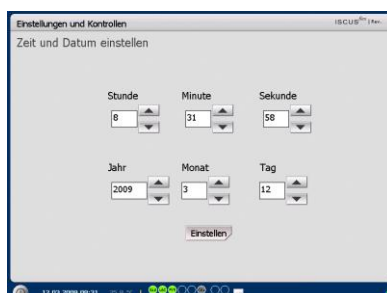 Einstellungen und Kontrollen
ISCUS
Zeit und Datum einstellen
Stunde Minute Sekunde
8 31 58
Jahr Monat Tag
2009 3 12
Einstellen